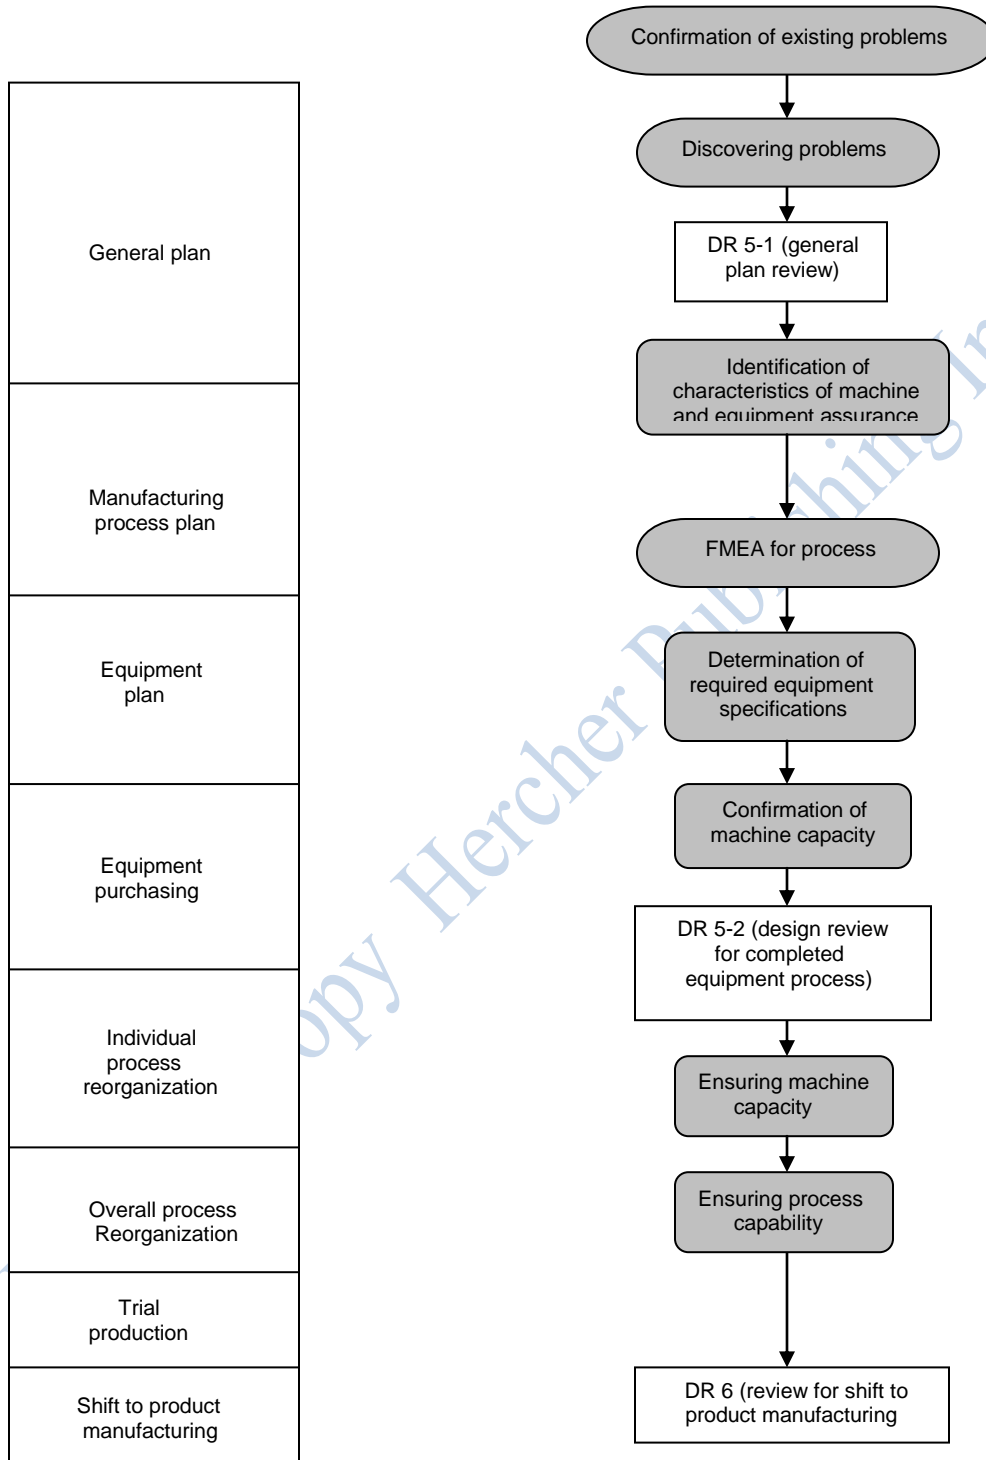 Confirmation of existing problems
Discovering problems
General plan
DR 5-1 (general
plan review)
Identification of
characteristics of machine
and equipment assurance
Manufacturing
process plan
FMEA for process
Equipment
plan
Determination of
required equipment
specifications
Equipment
purchasing
Confirmation of
machine capacity
DR 5-2 (design review
for completed
equipment process)
Individual
process
reorganization
Ensuring machine
capacity
Overall process
Reorganization
Ensuring process
capability
Trial
production
Shift to product
manufacturing
DR 6 (review for shift to
product manufacturing
Hercher